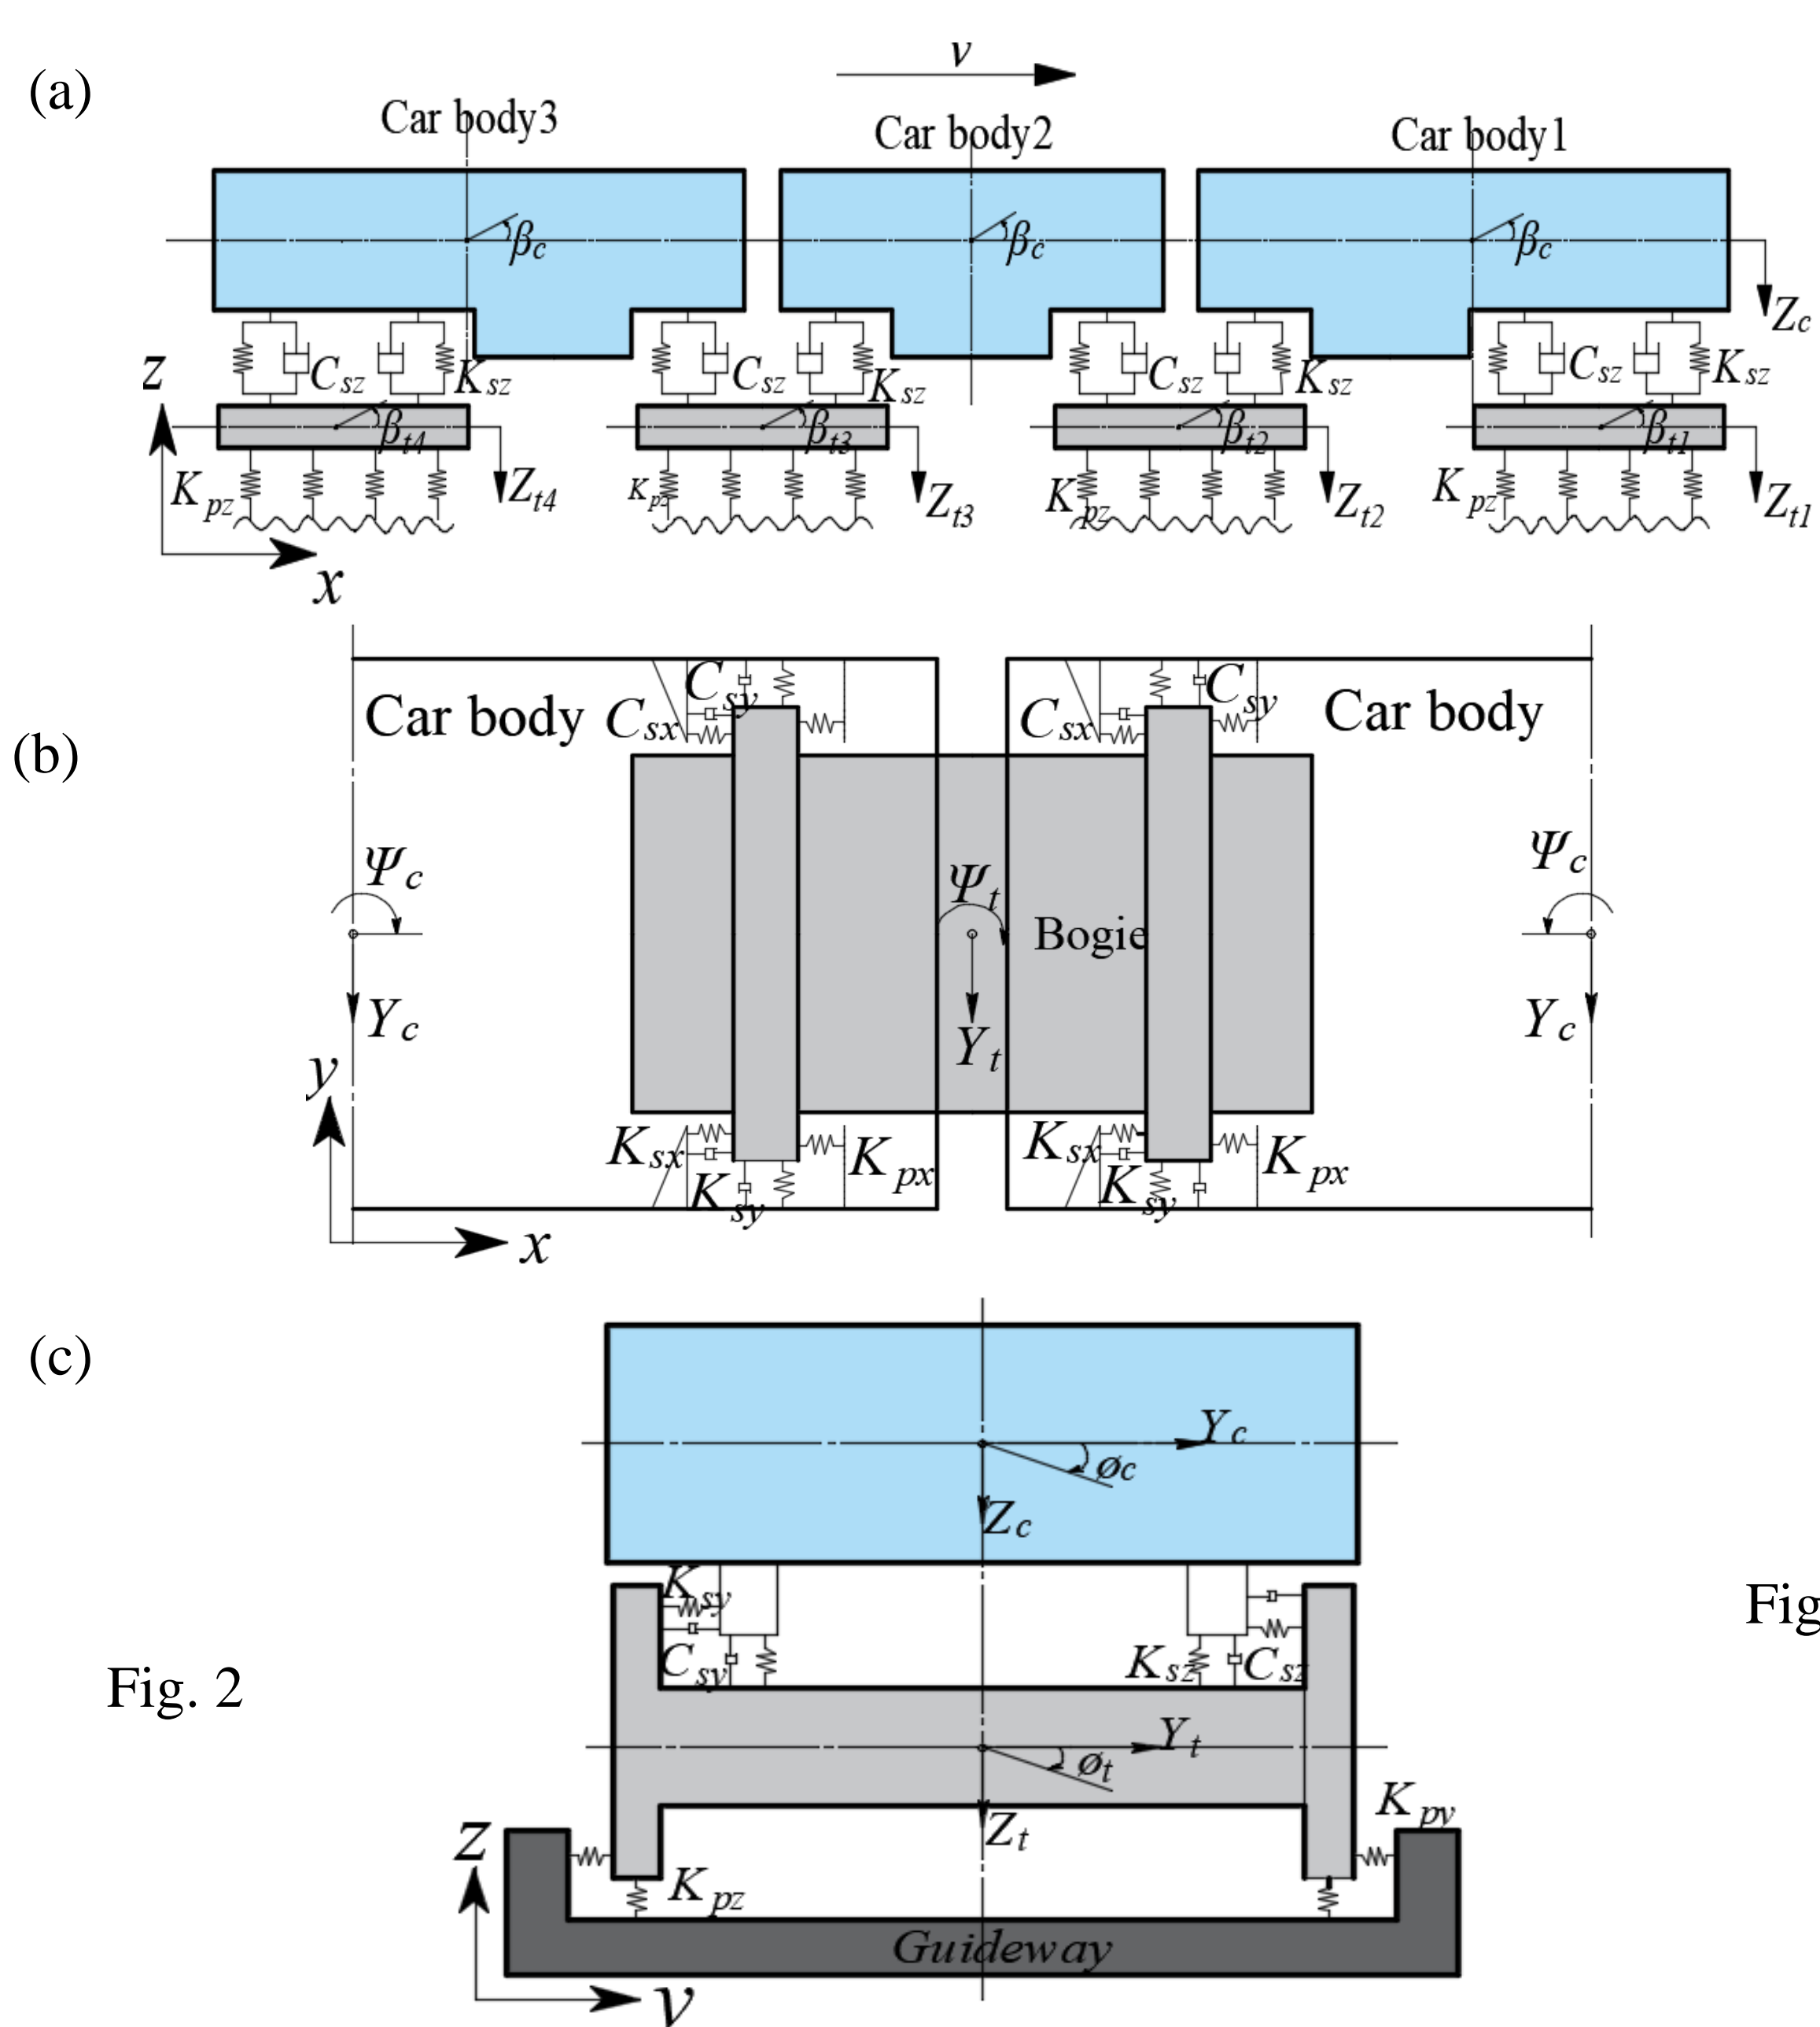 (a)
v
Car body3
Car body2
Car body1
βc
βc
βc
Zc
Csz
Ksz
Csz
Ksz
Csz
Ksz
Csz
Ksz
z
βt4
βt3
βt2
βt1
Kpz
Zt4
Kpz
Zt3
Kpz
Zt2
Kpz
Zt1
x
(b)
Car body
Csx
Csy
Csx
Csy
Car body
Ψc
Ψt
Ψc
Bogie
Yc
Yt
Yc
y
Ksx
Ksy
Kpx
Ksx
Ksy
Kpx
x
(c)
Yc
øc
Zc
Ksy
Csy
Ksz
Csz
Fig
Fig. 2
Yt
øt
Zt
Kpy
z
Kpz
Guideway
y